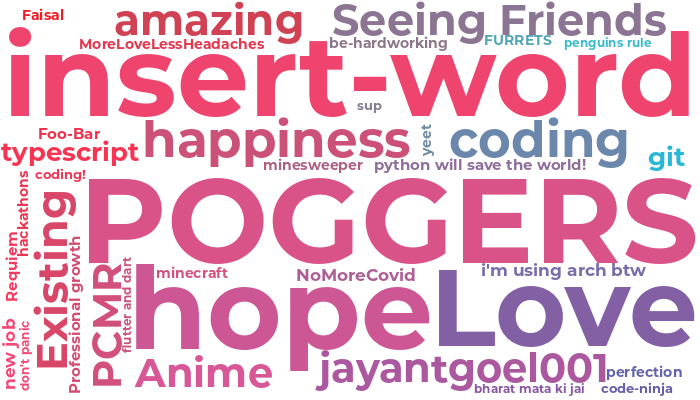 Faisal
amazing
Seeing Friends
MoreLoveLessHeadaches
be-hardworking
FURRETS
penguins rule
insert-word
sup
Foo-Bar
happiness
yeet
coding
typescript
git
minesweeper
python will save the world!
coding!
hackathons
POGGERS
Existing
Requiem
Professional growth
PCMR
flutter and dart
minecraft
hope
NoMoreCovid
i'm using arch btw
Love
new job
don't panic
Anime
jayantgoel001
perfection
bharat mata ki jai
code-ninja